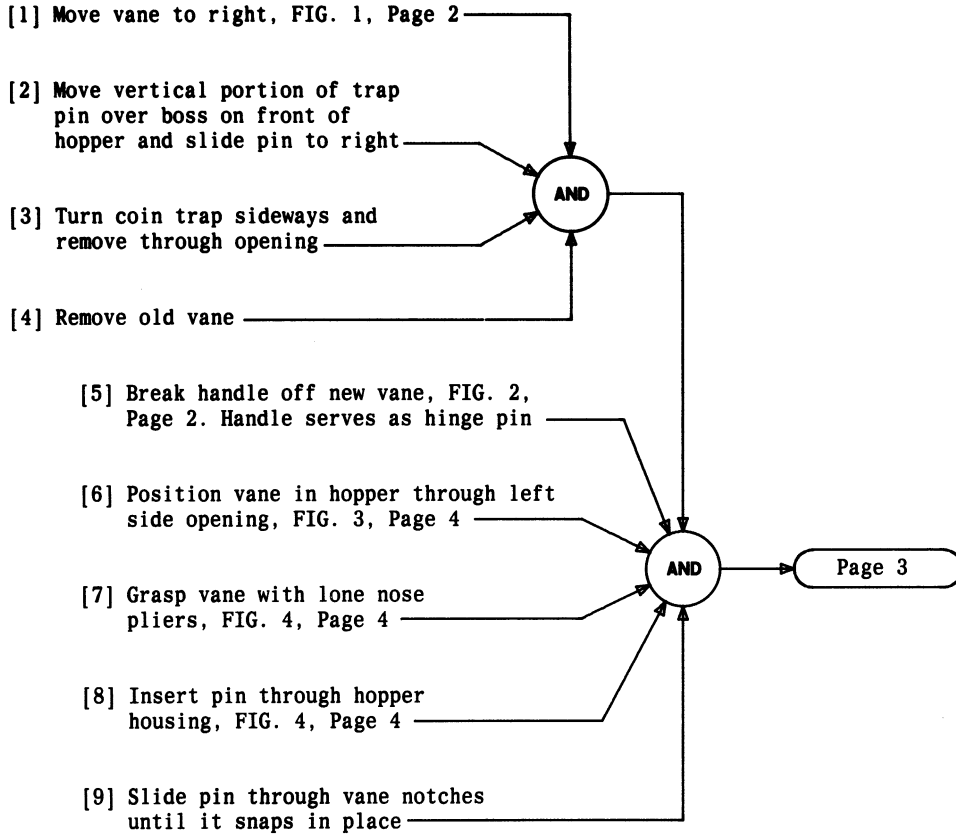 [1] Move vane to right, FIG. 1, Page 2
[2] Move vertical portion of trap
pin over boss on front of
hopper and slide pin to right
AND
[3] Turn coin trap sideways and
remove through opening
[4] Remove old vane
[5] Break handle off new vane, FIG. 2,
Page 2. Handle serves as hinge pin
[6] Position vane in hopper through left
side opening, FIG. 3, Page 4
AND
Page 3
[7] Grasp vane with lone nose
pliers, FIG. 4, Page 4
[8] Insert pin through hopper
housing, FIG. 4, Page 4
[9] Slide pin through vane notches
until it snaps in place